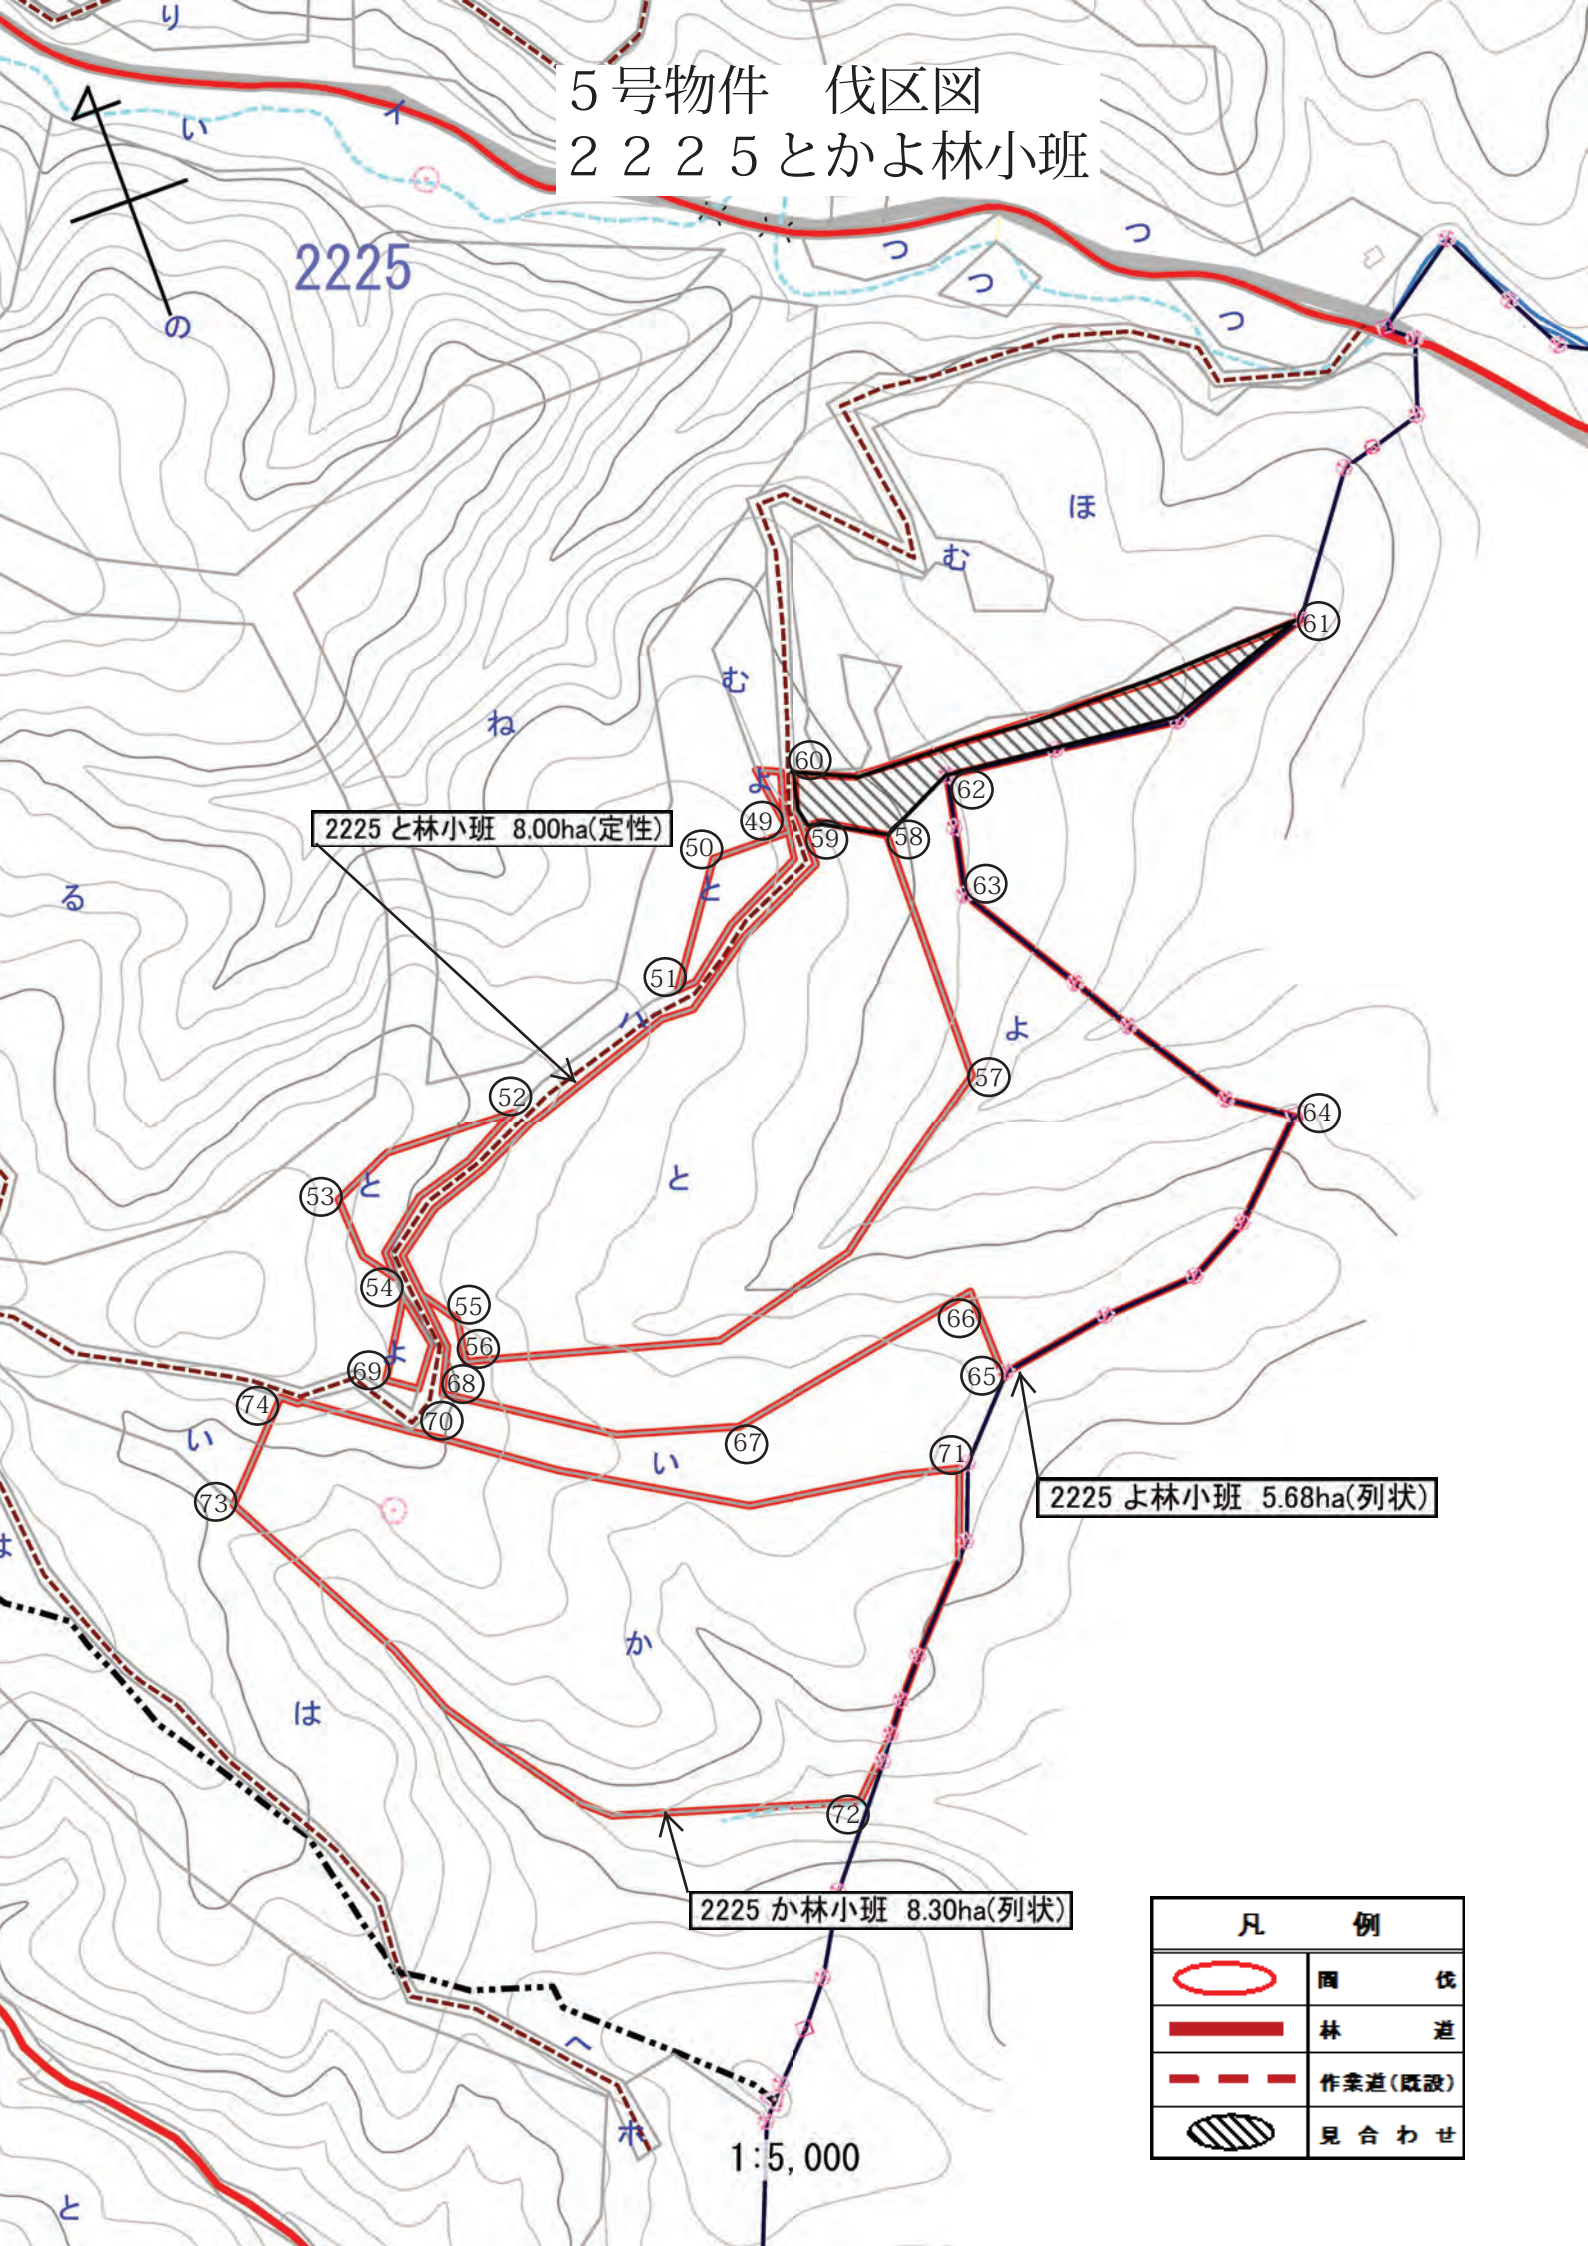 り
５号物件　伐区図
２２２５とかよ林小班
い
イ
つ
つ
つ
つ
2225
の
ほ
む
61
む
ね
60
よ
62
49
2225 と林小班 8.00ha(定性)
50
59
58
と
63
る
51
ハ
よ
57
52
64
と
と
53
54
55
66
56
よ
69
65
68
74
70
い
67
71
い
2225 よ林小班 5.68ha(列状)
73
は
か
は
72
2225 か林小班 8.30ha(列状)
凡 例
間 伐
林 道
作業道(既設)
見 合 わ せ
へ
ホ
1:5,000
と